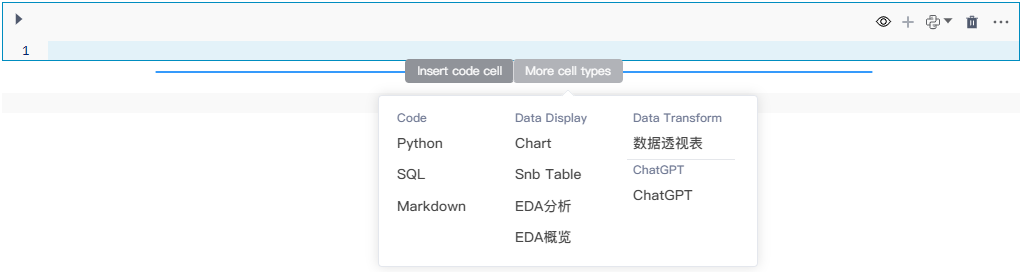 1
Insert code cell More cell types
Code Data Display Data Transform
Python Chart 数据透视表
ChatGPT
SQL Snb Table
ChatGPT
Markdown EDA分析
EDA概览